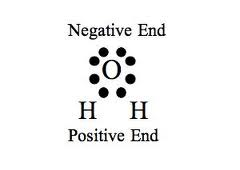 Negative End
O
H H
Positive End